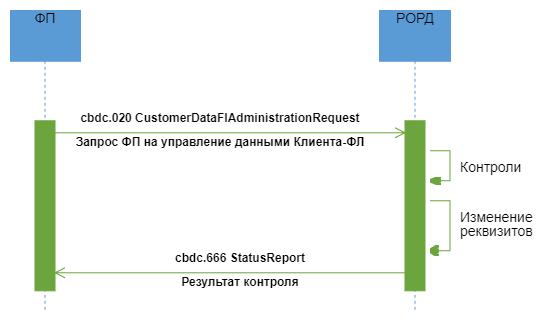 ФП
РОРД
cbdc.020 CustomerDataFIAdministrationRequest
Запрос ФП на управление данными Клиента-ФЛ
Контроли
Изменение
реквизитов
cbdc.666 StatusReport
Результат контроля